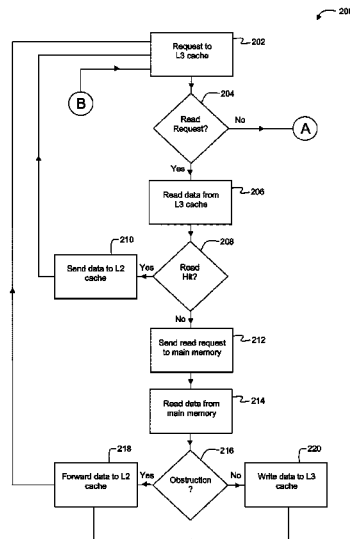 200
Request to
L3 cache
202
B
204
Read
Request?
No
A
Yes
Read data from
L3 cache
206
208
210
Send data to L2
cache
Yes
Read
Hit?
No
Send read request
to main memory
212
Read data from
main memory
214
218
216
220
Forward data to L2
cache
Yes
Obstruction
?
No
Write data to L3
cache